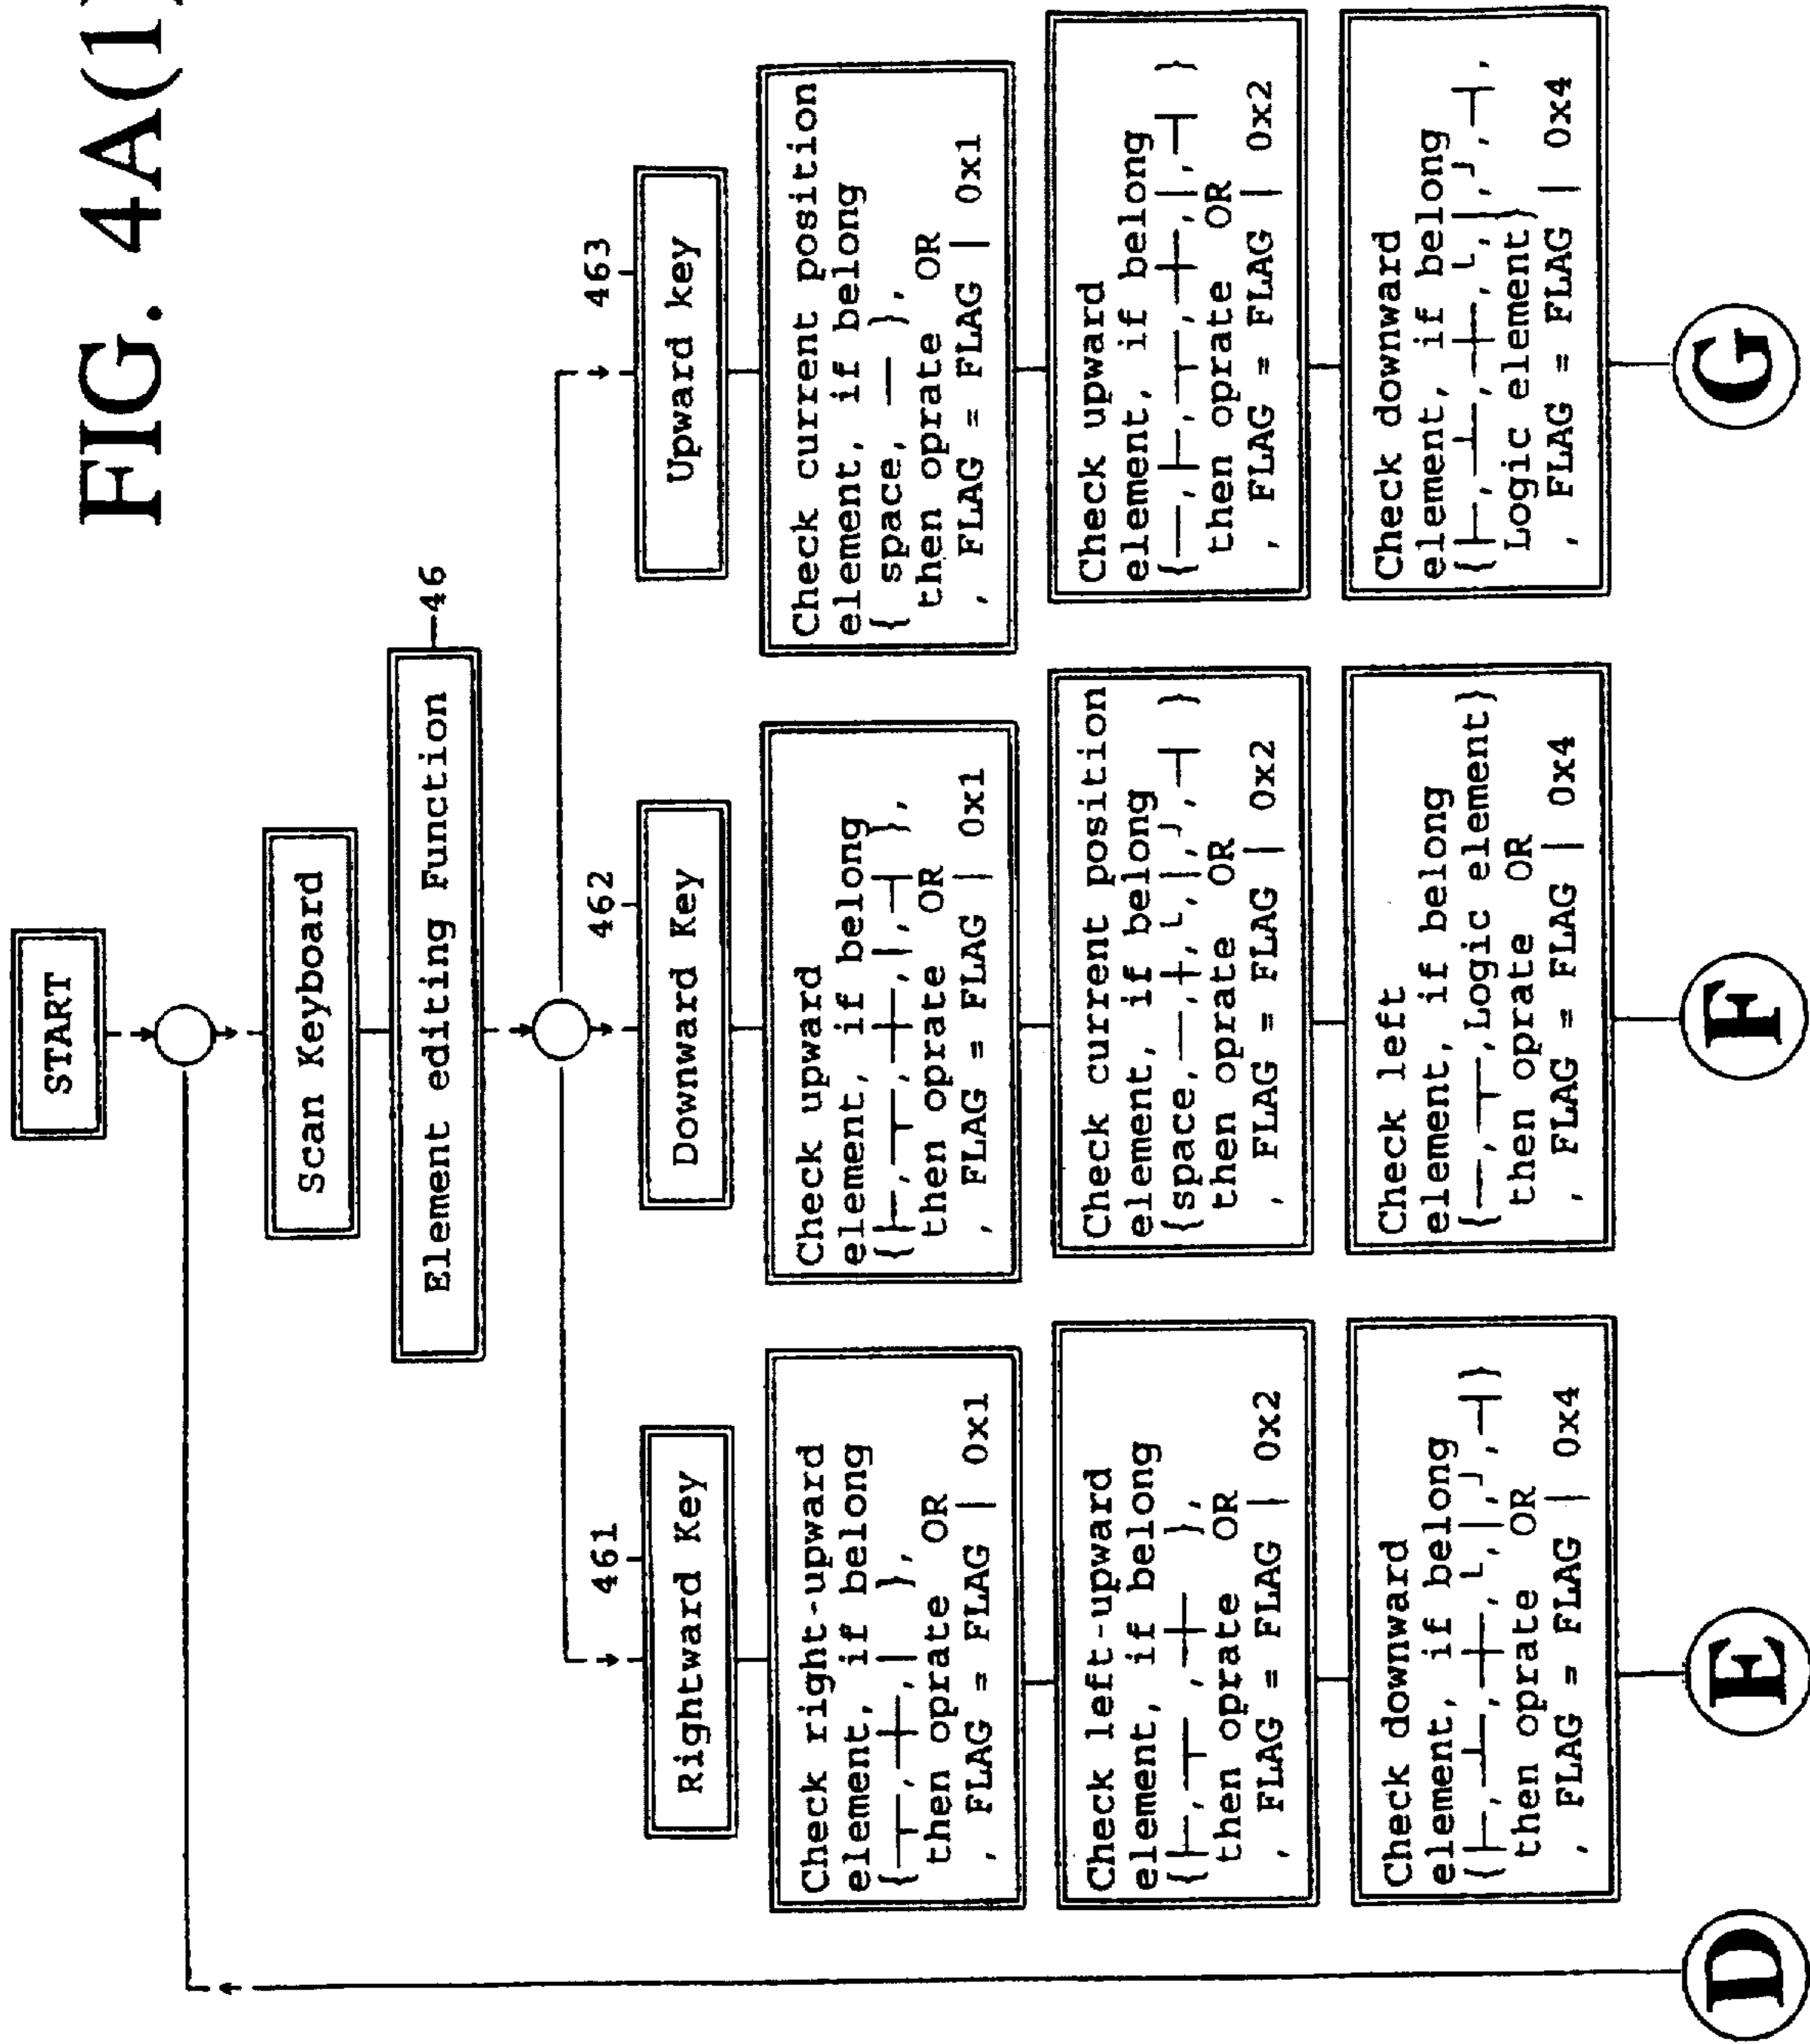 FIG. 4A(1)
START
Scan Keyboard
Element editing Function
46
461
Rightward Key
Check right-upward
element, if belong
{┬,┼,| },
then oprate OR
, FLAG = FLAG | 0x1
Check left-upward
element, if belong
{├,┬,┼ },
then oprate OR
, FLAG = FLAG | 0x2
Check downward
element, if belong
{├,┴,┼,└,|,┘,┤}
then oprate OR
, FLAG = FLAG | 0x4
E
462
Downward Key
Check upward
element, if belong
{├,┬,┼,|,┤ },
then oprate OR
, FLAG = FLAG | 0x1
Check current position
element, if belong
{space,—,┼,└,|,┘,┤ }
then oprate OR
, FLAG = FLAG | 0x2
Check left
element, if belong
{—,┬,Logic element}
then oprate OR
, FLAG = FLAG | 0x4
F
463
Upward key
Check current position
element, if belong
{ space, — },
then oprate OR
, FLAG = FLAG | 0x1
Check upward
element, if belong
{—,├,┬,┼,|,┤ }
then oprate OR
, FLAG = FLAG | 0x2
Check downward
element, if belong
{├,┴,┼,└,|,┘,┤,
Logic element}
, FLAG = FLAG | 0x4
G
D